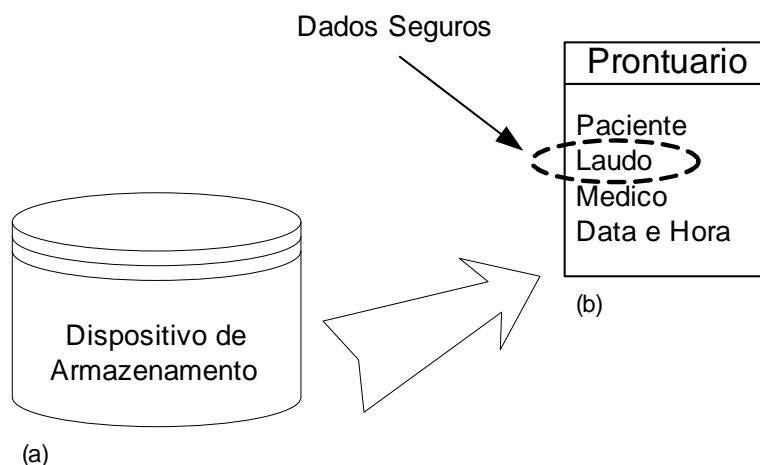 Dados Seguros
Prontuario
Paciente
Laudo
Medico
Data e Hora
(b)
Dispositivo de
Armazenamento
(a)